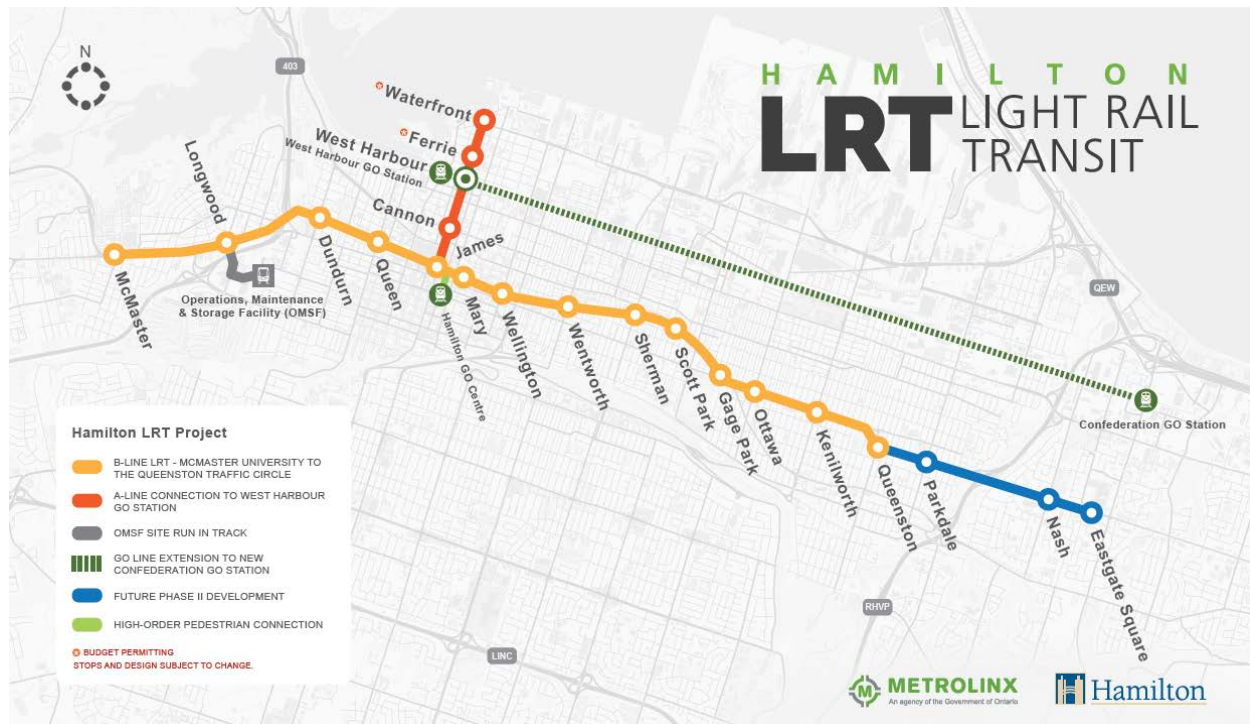 N
403
HAMILTON
LRT LIGHT RAIL
TRANSIT
Waterfront
Ferrie
West Harbour
West Harbour GO Station
Cannon
James
Longwood
McMaster
Dundurn
Queen
Operations, Maintenance
& Storage Facility (OMSF)
Hamilton GO Centre
Mary
Wellington
Wentworth
Sherman
Scott Park
Gage Park
Ottawa
Kenilworth
Queenston
Parkdale
Nash
Eastgate Square
QEW
Confederation GO Station
RHVP
LINC
Hamilton LRT Project
B-LINE LRT - MCMASTER UNIVERSITY TO
THE QUEENSTON TRAFFIC CIRCLE
A-LINE CONNECTION TO WEST HARBOUR
GO STATION
OMSF SITE RUN IN TRACK
GO LINE EXTENSION TO NEW
CONFEDERATION GO STATION
FUTURE PHASE II DEVELOPMENT
HIGH-ORDER PEDESTRIAN CONNECTION
BUDGET PERMITTING
STOPS AND DESIGN SUBJECT TO CHANGE.
M
METROLINX
An agency of the Government of Ontario
Hamilton